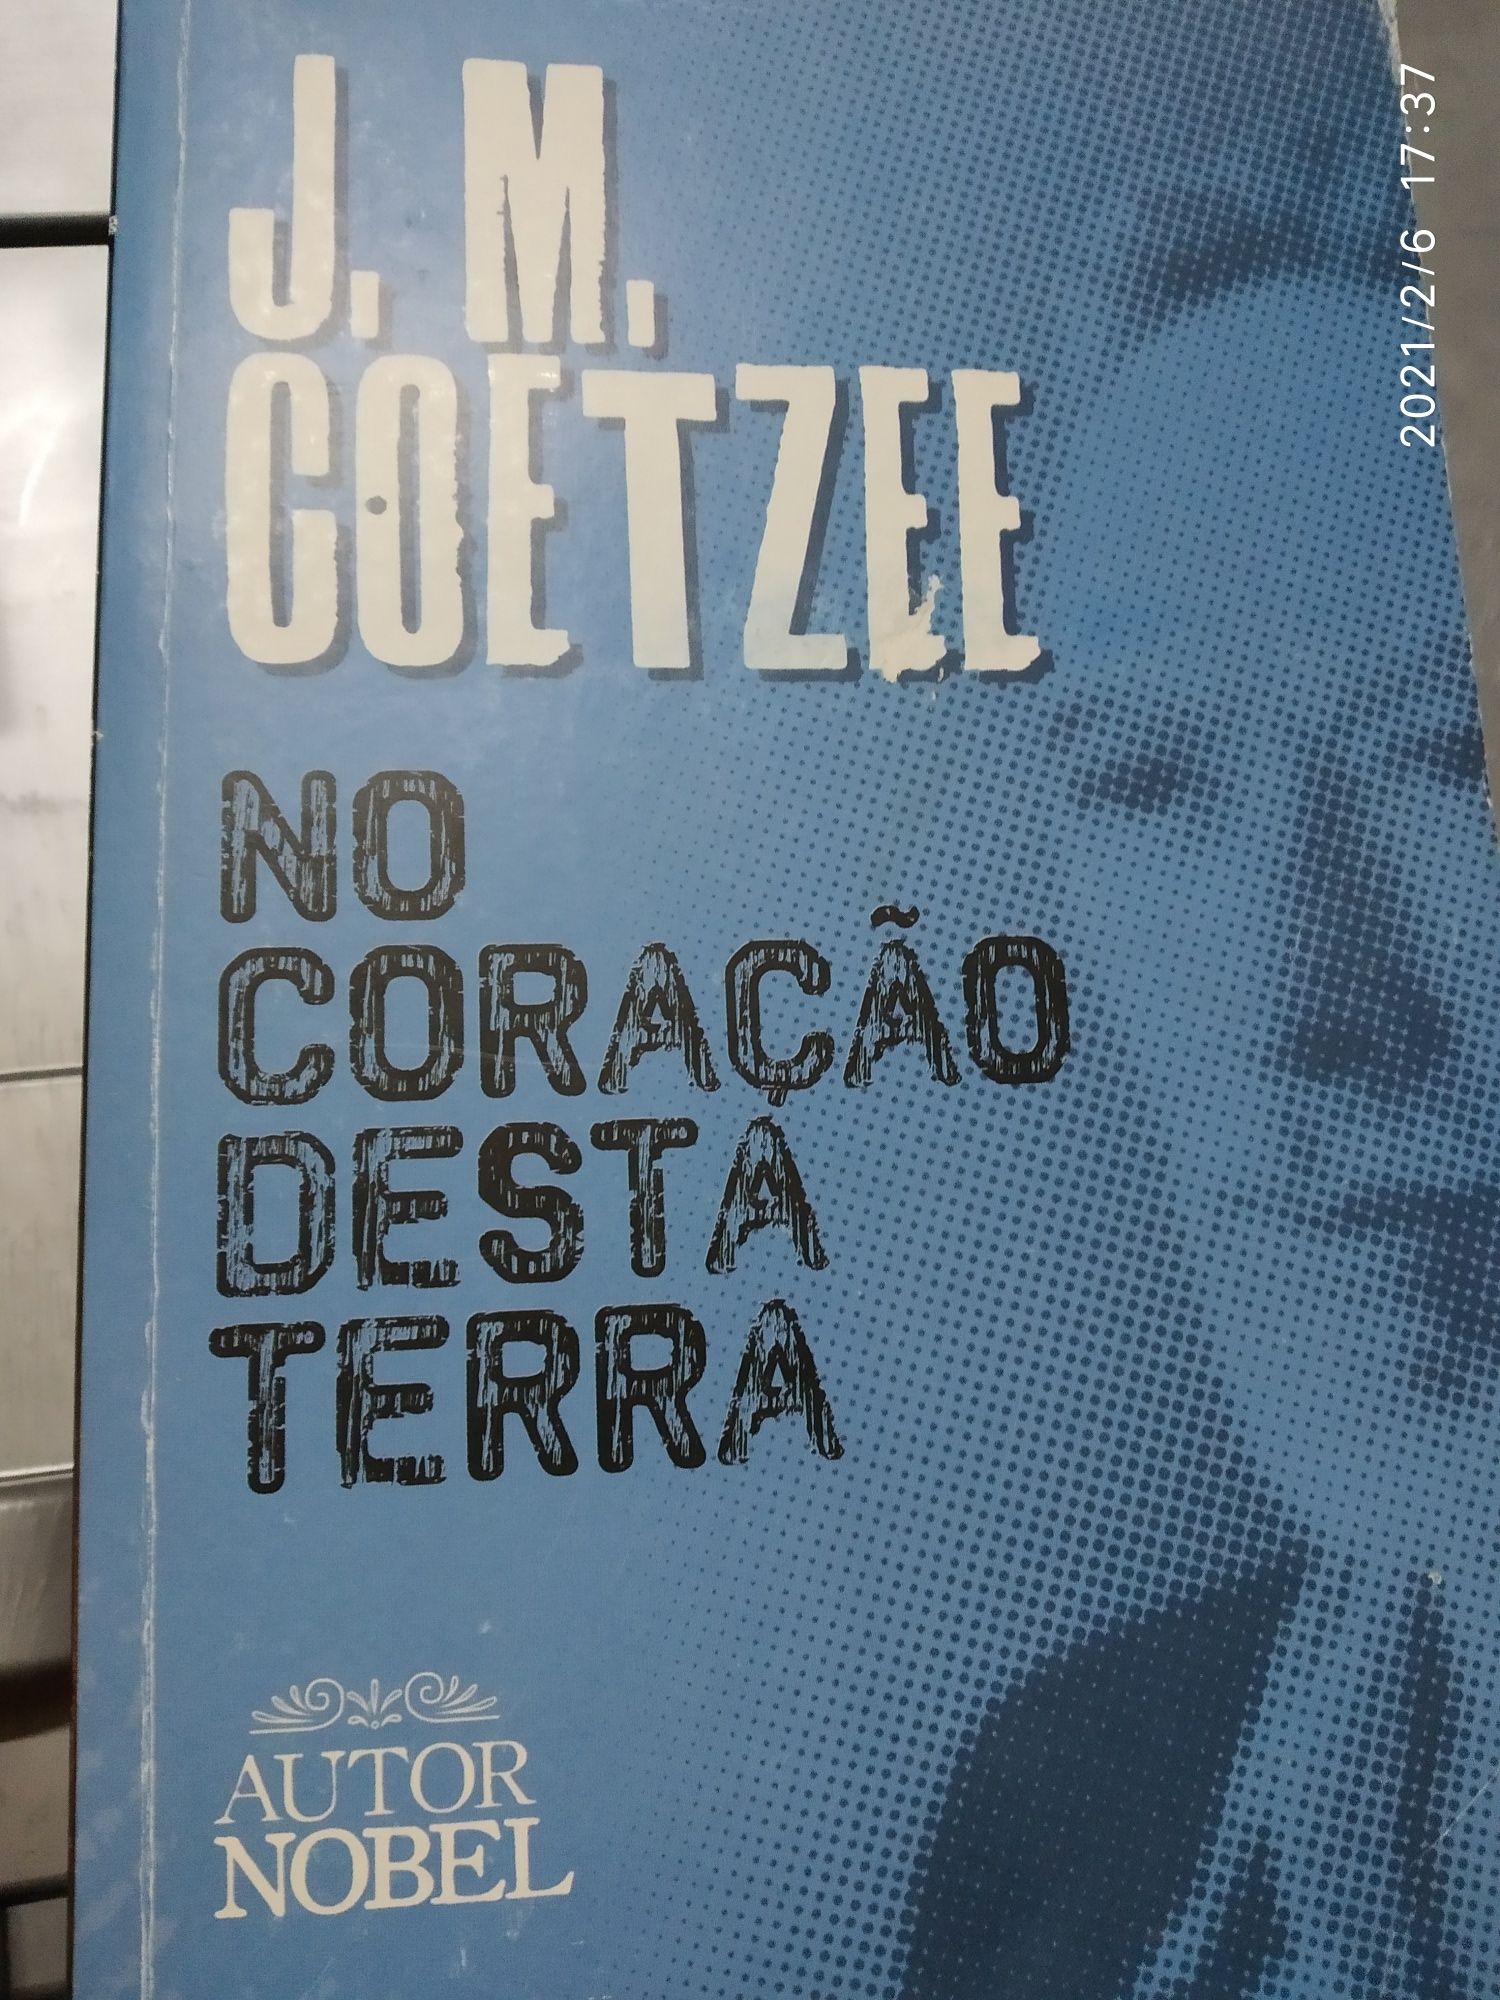 J. M.
COETZEE
NO
CORAÇÃO
DESTA
TERRA
AUTOR
NOBEL
2021/2/6 17:37